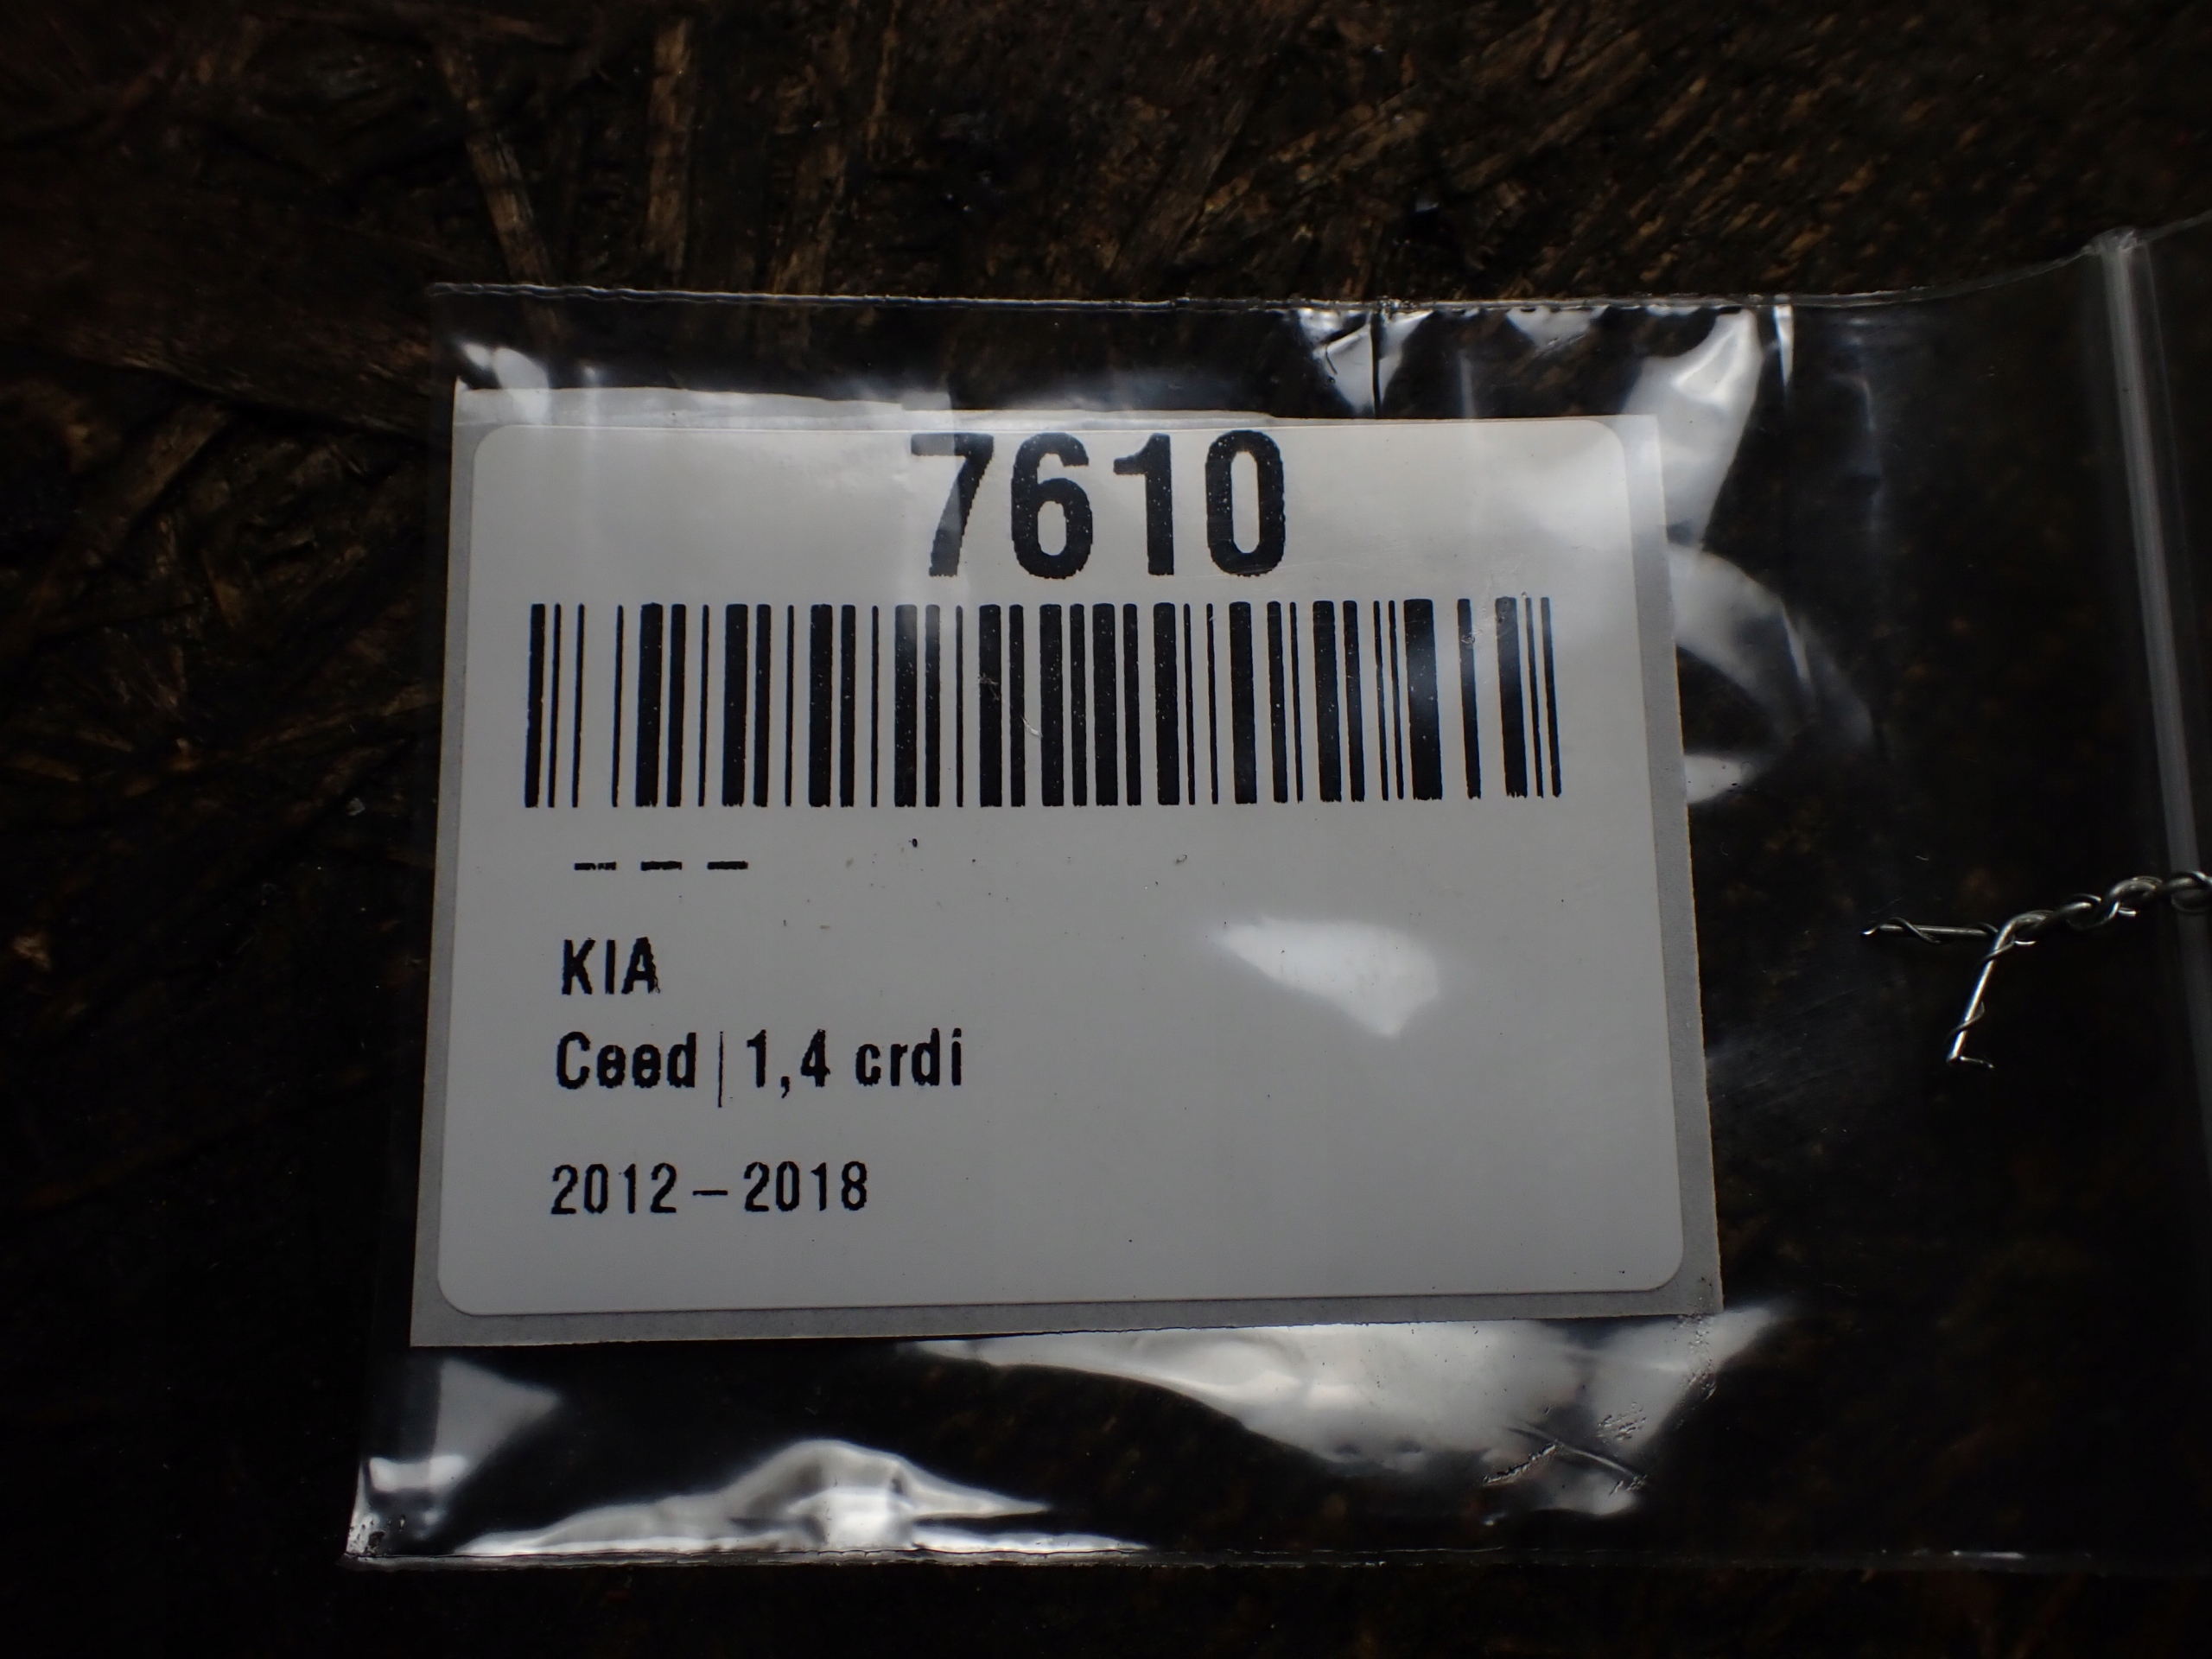 7610
– – –
KIA
Ceed | 1,4 crdi
2012 – 2018